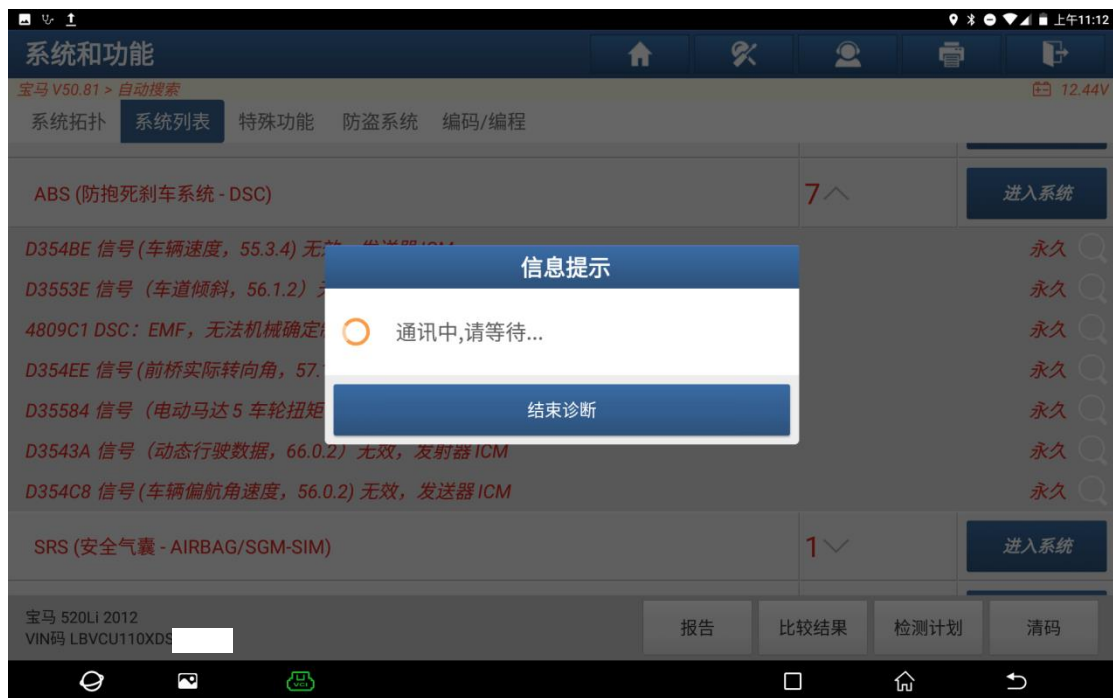 上午11:12
系统和功能
宝马 V50.81 > 自动搜索
12.44V
系统拓扑 系统列表 特殊功能 防盗系统 编码/编程
ABS (防抱死刹车系统 - DSC) 7 进入系统
D354BE 信号 (车辆速度，55.3.4) 无 永久
D3553E 信号（车道倾斜，56.1.2） 永久
信息提示
4809C1 DSC：EMF，无法机械确定 永久
通讯中,请等待...
D354EE 信号 (前桥实际转向角，57. 永久
D35584 信号（电动马达 5 车轮扭矩 永久
结束诊断
D3543A 信号（动态行驶数据，66.0.2）无效，发射器 ICM 永久
D354C8 信号 (车辆偏航角速度，56.0.2) 无效，发送器 ICM 永久
SRS (安全气囊 - AIRBAG/SGM-SIM) 1 进入系统
宝马 520Li 2012
VIN码 LBVCU110XDS
报告 比较结果 检测计划 清码
VCI